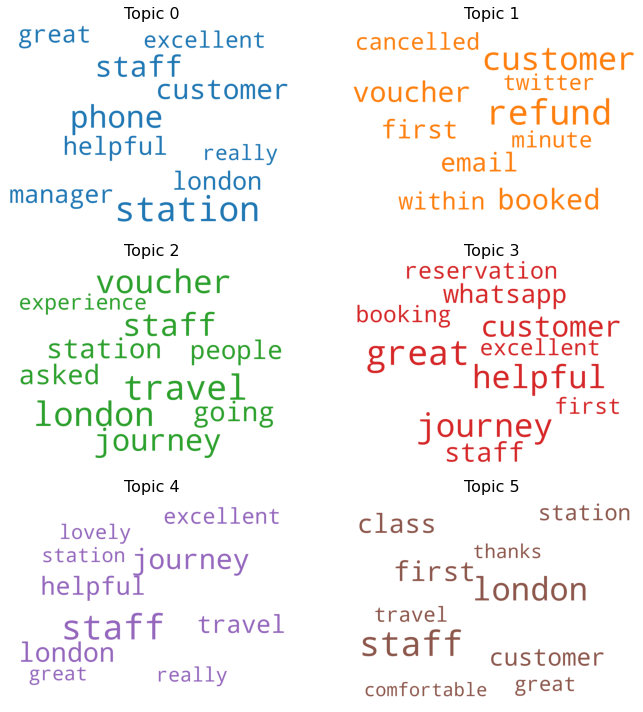 Topic 0
great
excellent
staff
customer
phone
helpful
really
london
manager
station
Topic 1
cancelled
customer
twitter
voucher
refund
first
minute
email
within
booked
Topic 2
voucher
experience
staff
station
people
asked
travel
london
going
journey
Topic 3
reservation
whatsapp
booking
customer
great
excellent
helpful
first
journey
staff
Topic 4
excellent
lovely
station
journey
helpful
staff
travel
london
great
really
Topic 5
station
class
thanks
first
london
travel
staff
customer
great
comfortable